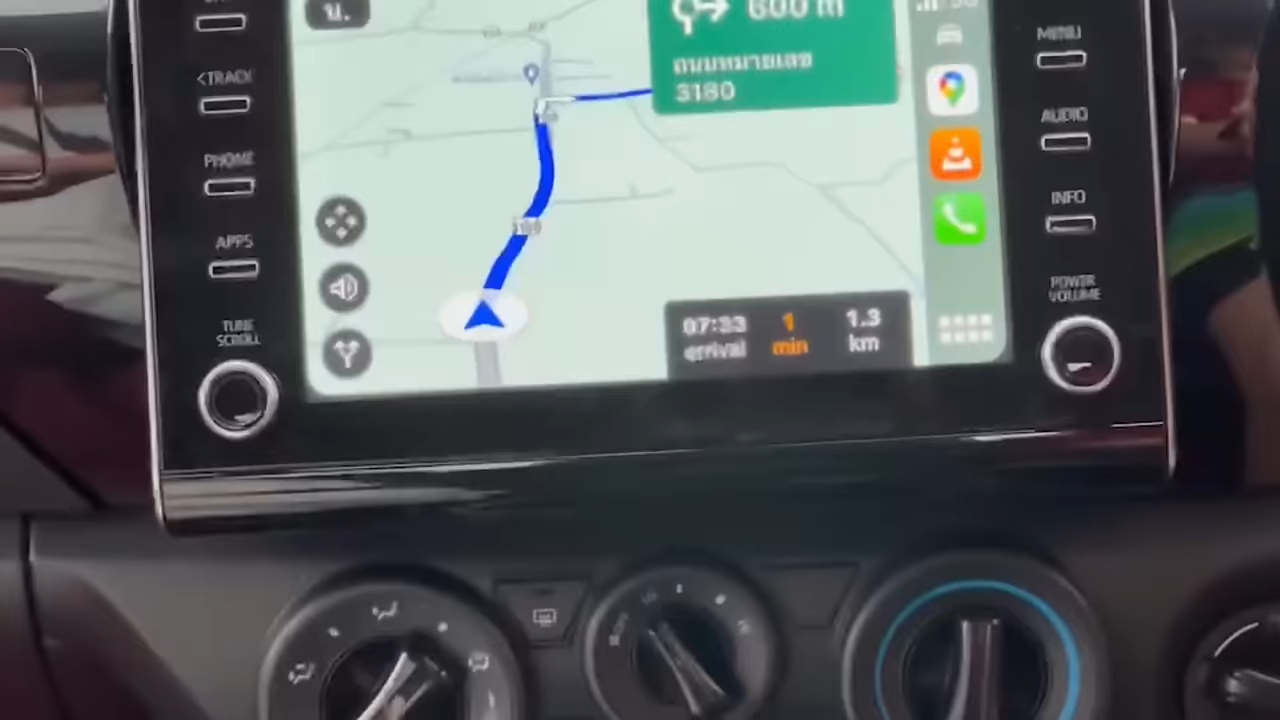 600 m
ถนนหมายเลข
3180
<TRACK
PHONE
APPS
TUNE
SCROLL
MENU
AUDIO
INFO
POWER
VOLUME
07:33
arrival
1
min
1.3
km